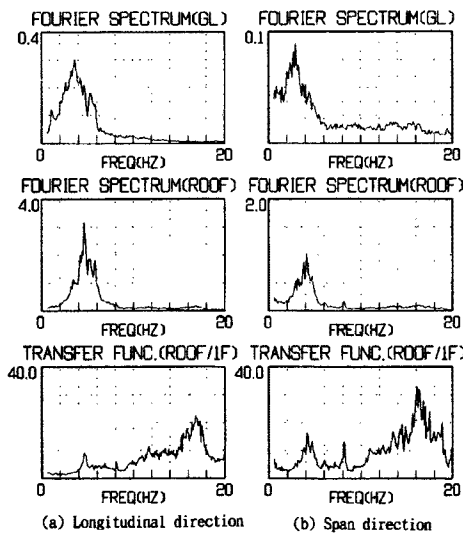 FOURIER SPECTRUM(GL)
0.4
0
20
FREQ(HZ)
FOURIER SPECTRUM(GL)
0.1
0
20
FREQ(HZ)
FOURIER SPECTRUM(ROOF)
4.0
0
20
FREQ(HZ)
FOURIER SPECTRUM(ROOF)
2.0
0
20
FREQ(HZ)
TRANSFER FUNC.(ROOF/1F)
40.0
0
20
FREQ(HZ)
TRANSFER FUNC.(ROOF/1F)
40.0
0
20
FREQ(HZ)
(a) Longitudinal direction
(b) Span direction